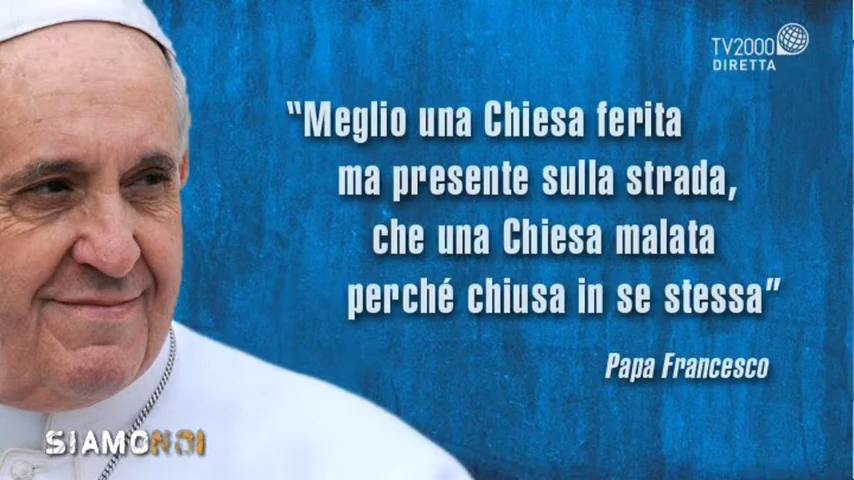 TV2000
DIRETTA
“Meglio una Chiesa ferita
ma presente sulla strada,
che una Chiesa malata
perché chiusa in se stessa”
Papa Francesco
SIAMONOI